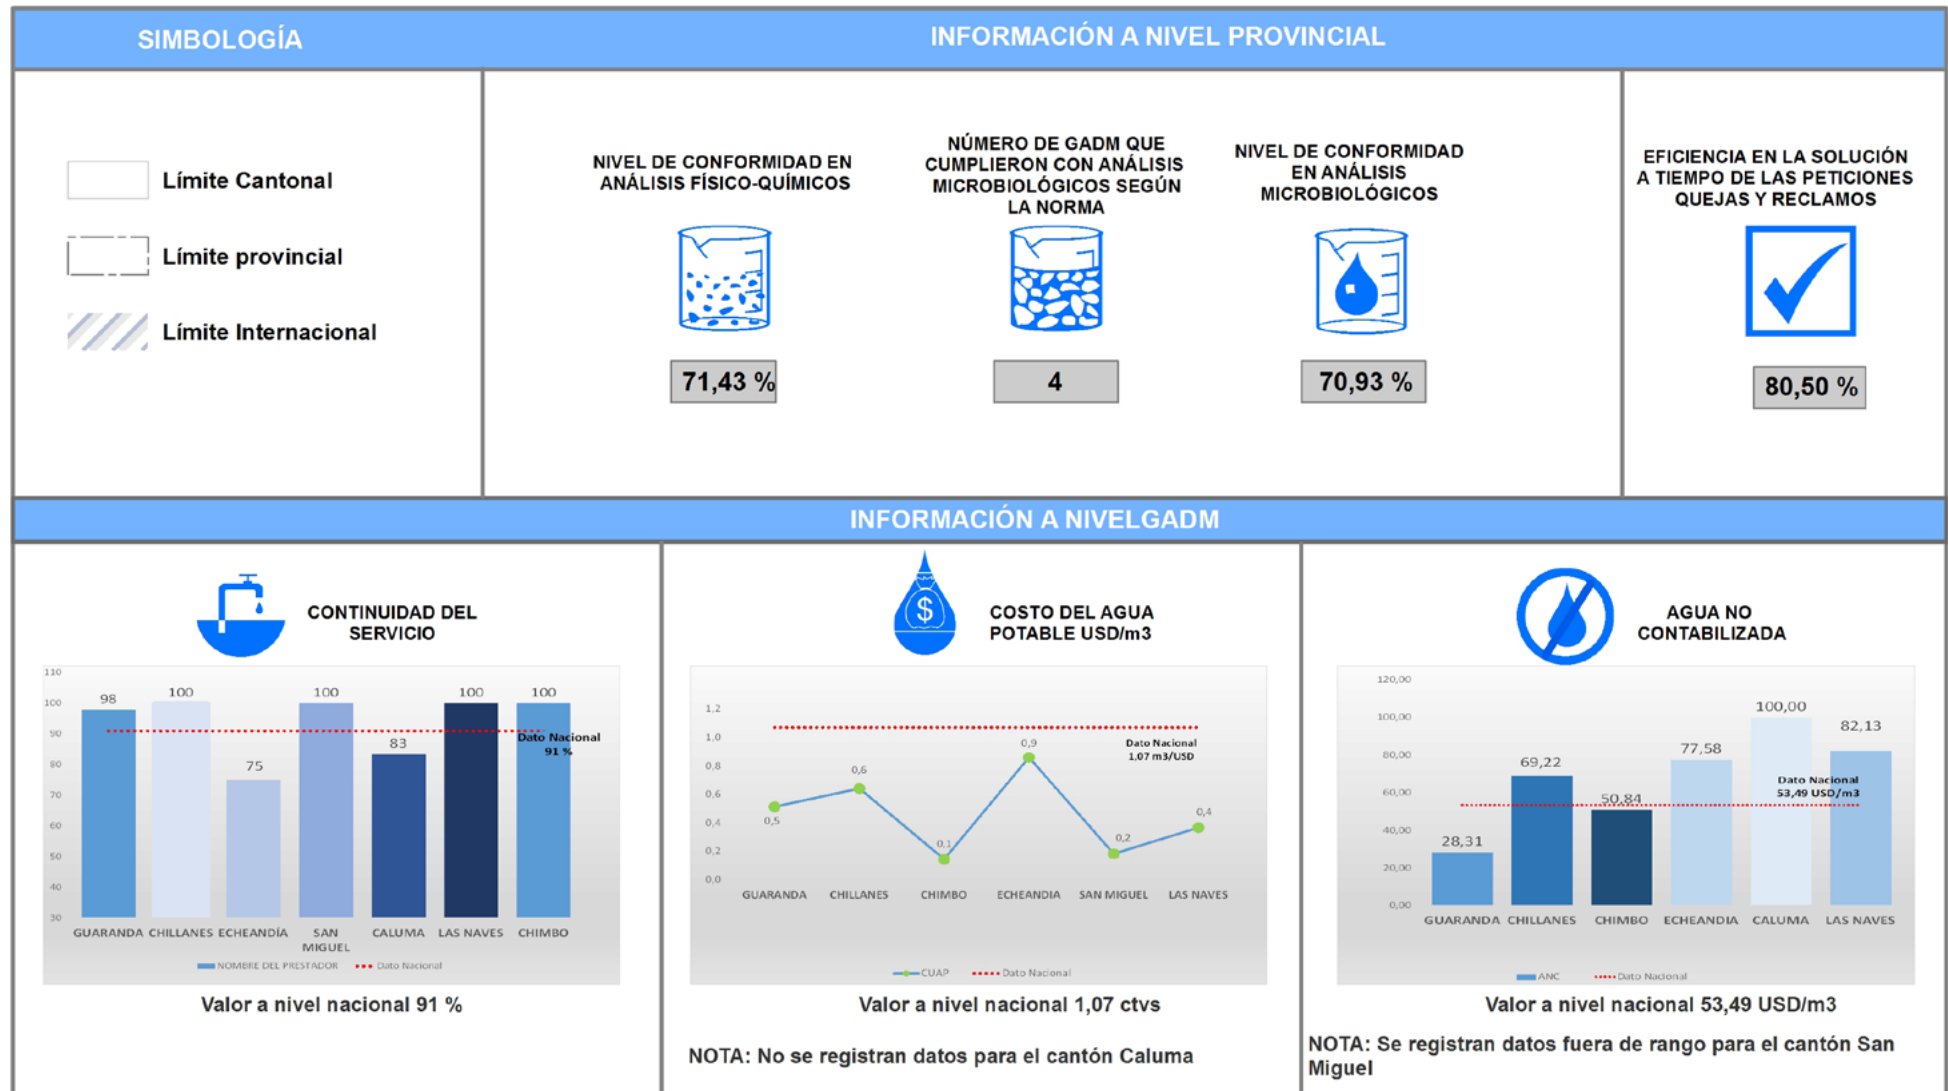 SIMBOLOGÍA
INFORMACIÓN A NIVEL PROVINCIAL
Límite Cantonal
Límite provincial
Límite Internacional
NIVEL DE CONFORMIDAD EN
ANÁLISIS FÍSICO-QUÍMICOS
71,43 %
NÚMERO DE GADM QUE
CUMPLIERON CON ANÁLISIS
MICROBIOLÓGICOS SEGÚN
LA NORMA
4
NIVEL DE CONFORMIDAD
EN ANÁLISIS
MICROBIOLÓGICOS
70,93 %
EFICIENCIA EN LA SOLUCIÓN
A TIEMPO DE LAS PETICIONES
QUEJAS Y RECLAMOS
80,50 %
INFORMACIÓN A NIVELGADM
CONTINUIDAD DEL
SERVICIO
110
100
90
80
70
60
50
40
30
98
100
75
100
83
100
100
Dato Nacional
91 %
GUARANDA CHILLANES ECHEANDÍA SAN MIGUEL CALUMA LAS NAVES CHIMBO
NOMBRE DEL PRESTADOR Dato Nacional
Valor a nivel nacional 91 %
$
COSTO DEL AGUA
POTABLE USD/m3
1,2
1,0
0,8
0,6
0,4
0,2
0,0
0,5
0,6
0,1
0,9
0,2
0,4
Dato Nacional
1,07 m3/USD
GUARANDA CHILLANES CHIMBO ECHEANDIA SAN MIGUEL LAS NAVES
CUAP Dato Nacional
Valor a nivel nacional 1,07 ctvs
NOTA: No se registran datos para el cantón Caluma
AGUA NO
CONTABILIZADA
120,00
100,00
80,00
60,00
40,00
20,00
0,00
28,31
69,22
50,84
77,58
100,00
82,13
Dato Nacional
53,49 USD/m3
GUARANDA CHILLANES CHIMBO ECHEANDIA CALUMA LAS NAVES
ANC Dato Nacional
Valor a nivel nacional 53,49 USD/m3
NOTA: Se registran datos fuera de rango para el cantón San
Miguel